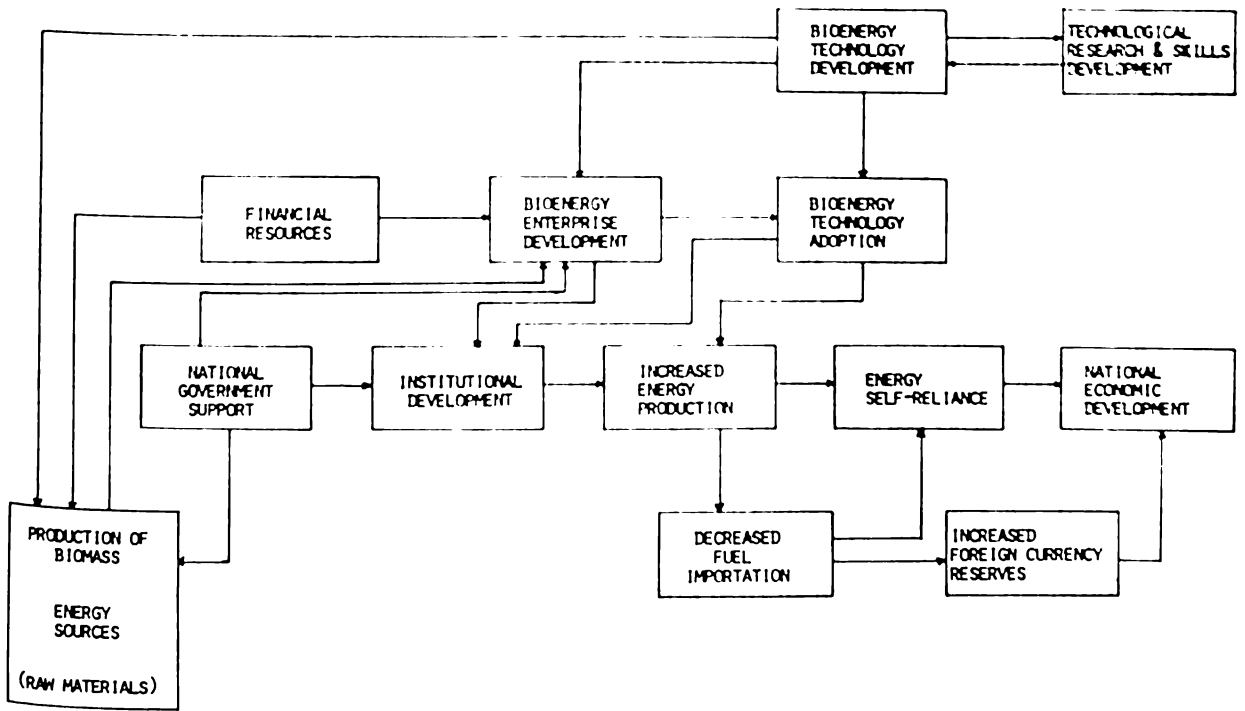 BIOENERGY
TECHNOLOGY
DEVELOPMENT
TECHNOLOGICAL
RESEARCH & SKILLS
DEVELOPMENT
FINANCIAL
RESOURCES
BIOENERGY
ENTERPRISE
DEVELOPMENT
BIOENERGY
TECHNOLOGY
ADOPTION
NATIONAL
GOVERNMENT
SUPPORT
INSTITUTIONAL
DEVELOPMENT
INCREASED
ENERGY
PRODUCTION
ENERGY
SELF-RELIANCE
NATIONAL
ECONOMIC
DEVELOPMENT
PRODUCTION OF
BIOMASS
ENERGY
SOURCES
(RAW MATERIALS)
DECREASED
FUEL
IMPORTATION
INCREASED
FOREIGN CURRENCY
RESERVES